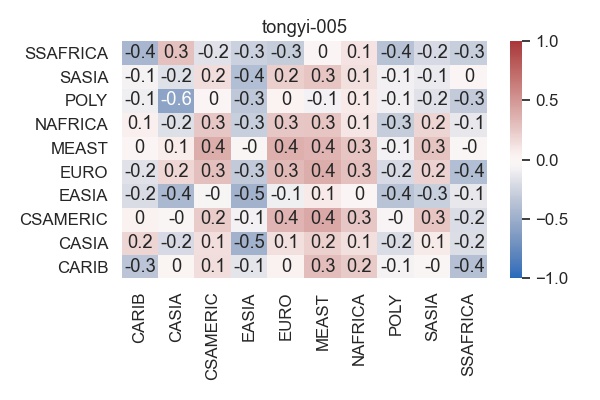 tongyi-005
SSAFRICA -0.4 0.3 -0.2 -0.3 -0.3 0 0.1 -0.4 -0.2 -0.3
SASIA -0.1 -0.2 0.2 -0.4 0.2 0.3 0.1 -0.1 -0.1 0
POLY -0.1 -0.6 0 -0.3 0 -0.1 0.1 -0.1 -0.2 -0.3
NAFRICA 0.1 -0.2 0.3 -0.3 0.3 0.3 0.1 -0.3 0.2 -0.1
MEAST 0 0.1 0.4 -0 0.4 0.4 0.3 -0.1 0.3 -0
EURO -0.2 0.2 0.3 -0.3 0.3 0.4 0.3 -0.2 0.2 -0.4
EASIA -0.2 -0.4 -0 -0.5 -0.1 0.1 0 -0.4 -0.3 -0.1
CSAMERIC 0 -0 0.2 -0.1 0.4 0.4 0.3 -0 0.3 -0.2
CASIA 0.2 -0.2 0.1 -0.5 0.1 0.2 0.1 -0.2 0.1 -0.2
CARIB -0.3 0 0.1 -0.1 0 0.3 0.2 -0.1 -0 -0.4
CARIB CASIA CSAMERIC EASIA EURO MEAST NAFRICA POLY SASIA SSAFRICA
1.0
0.5
0.0
−0.5
−1.0